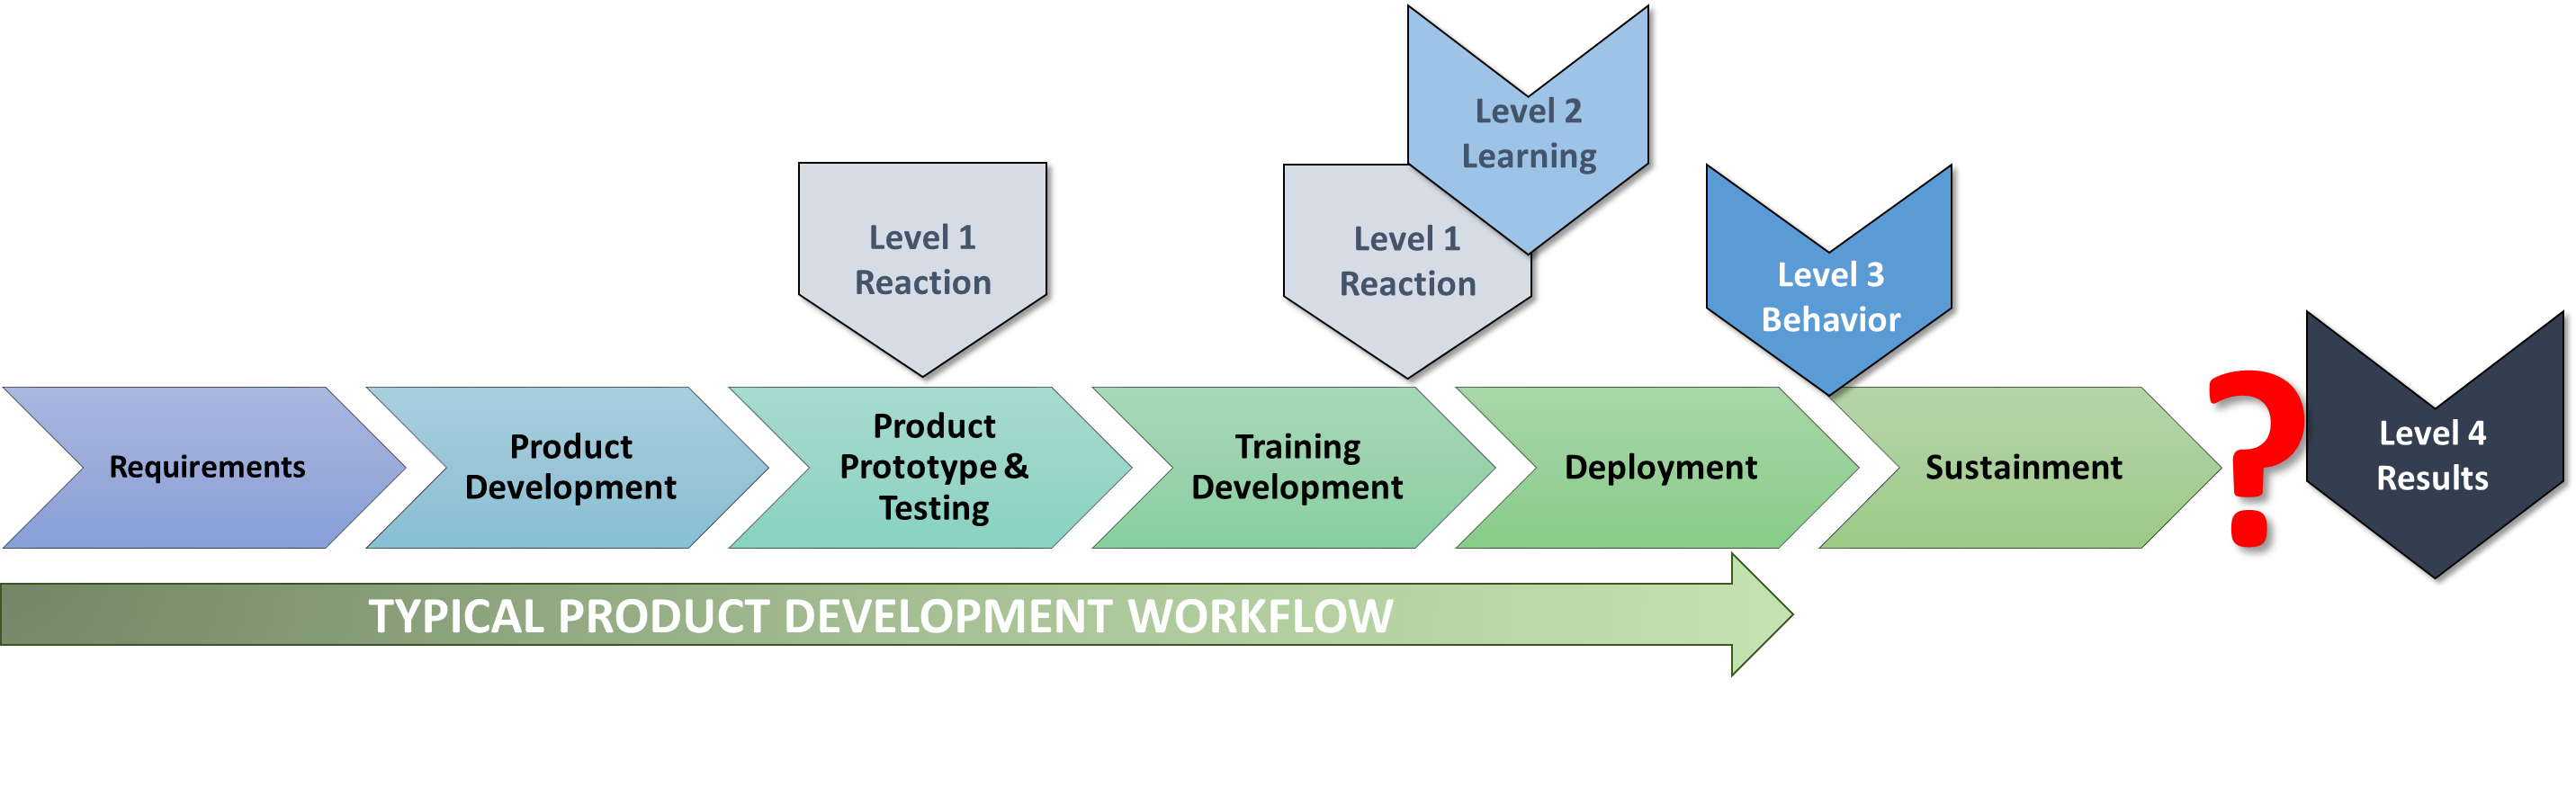 Level 2
Learning
Level 1
Reaction
Level 1
Reaction
Level 3
Behavior
Level 4
Results
Requirements
Product
Development
Product
Prototype &
Testing
Training
Development
Deployment
Sustainment
?
TYPICAL PRODUCT DEVELOPMENT WORKFLOW